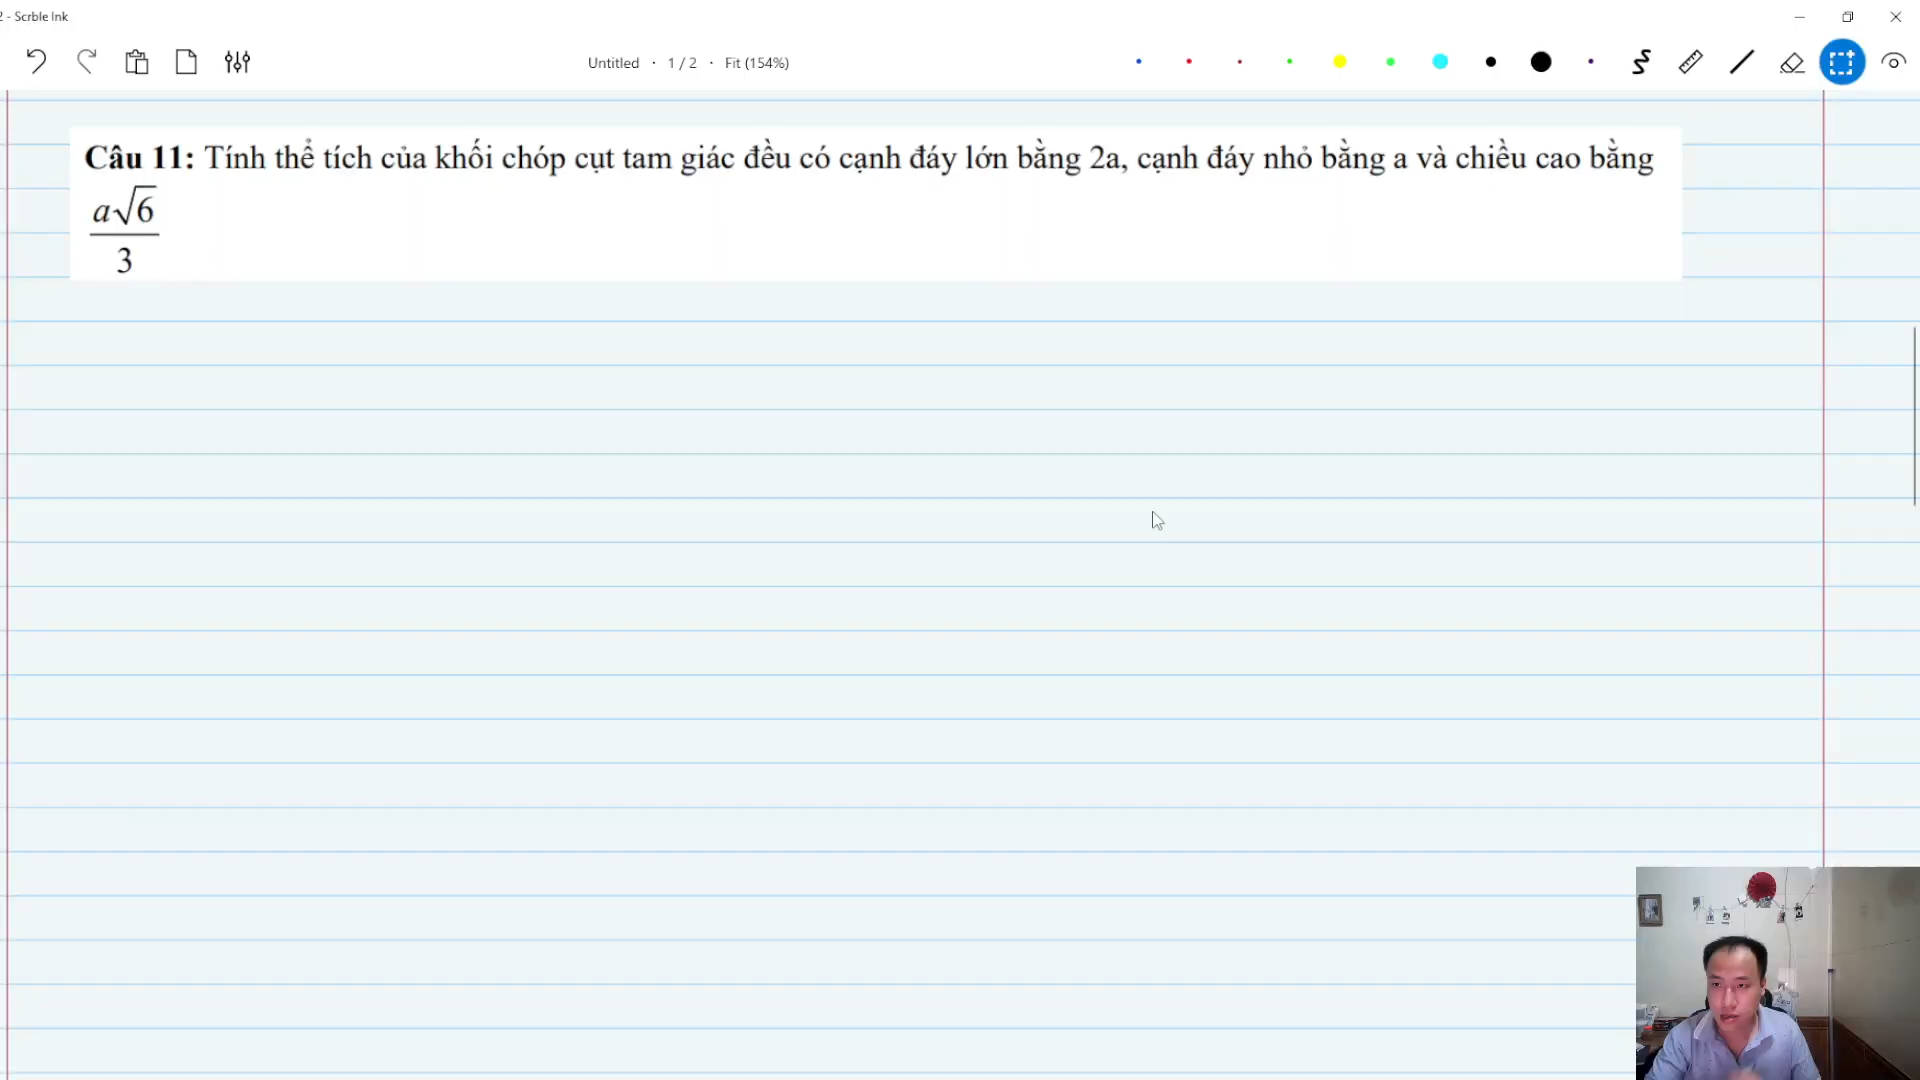 2 - Scrble Ink
Untitled · 1 / 2 · Fit (154%)
Câu 11: Tính thể tích của khối chóp cụt tam giác đều có cạnh đáy lớn bằng 2a, cạnh đáy nhỏ bằng a và chiều cao bằng
a√6
3